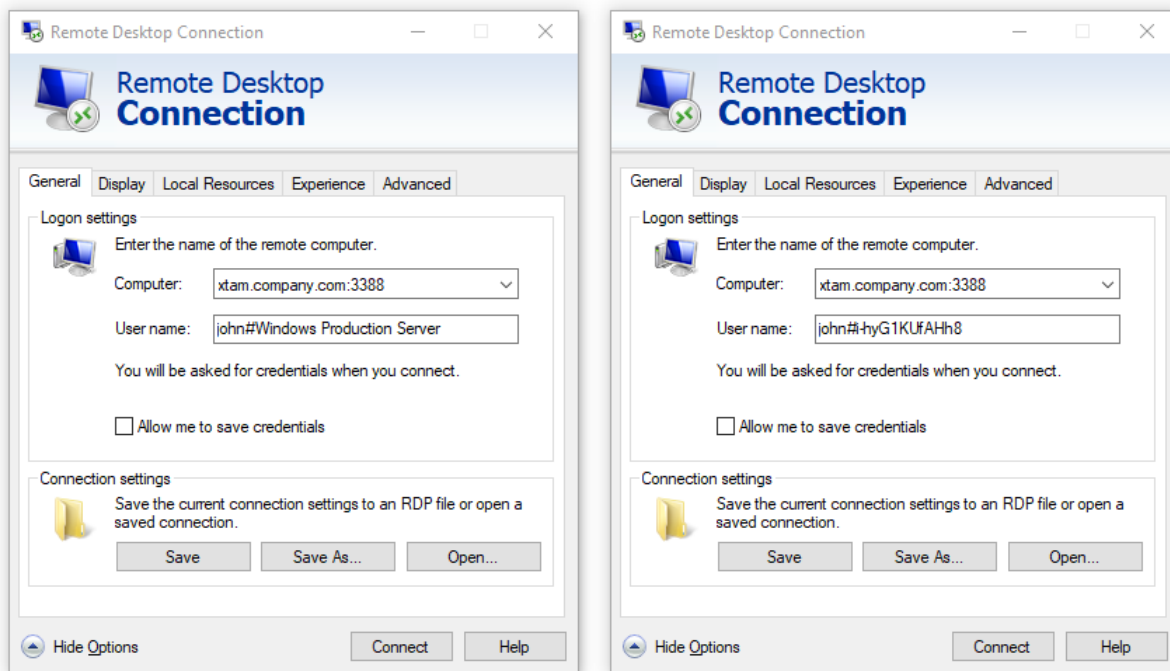 Remote Desktop Connection
Remote Desktop
Connection
General Display Local Resources Experience Advanced
Logon settings
Enter the name of the remote computer.
Computer: xtam.company.com:3388
User name: john#Windows Production Server
You will be asked for credentials when you connect.
Allow me to save credentials
Connection settings
Save the current connection settings to an RDP file or open a
saved connection.
Save Save As... Open...
Hide Options Connect Help
Remote Desktop Connection
Remote Desktop
Connection
General Display Local Resources Experience Advanced
Logon settings
Enter the name of the remote computer.
Computer: xtam.company.com:3388
User name: john#i-hyG1KUfAHh8
You will be asked for credentials when you connect.
Allow me to save credentials
Connection settings
Save the current connection settings to an RDP file or open a
saved connection.
Save Save As... Open...
Hide Options Connect Help